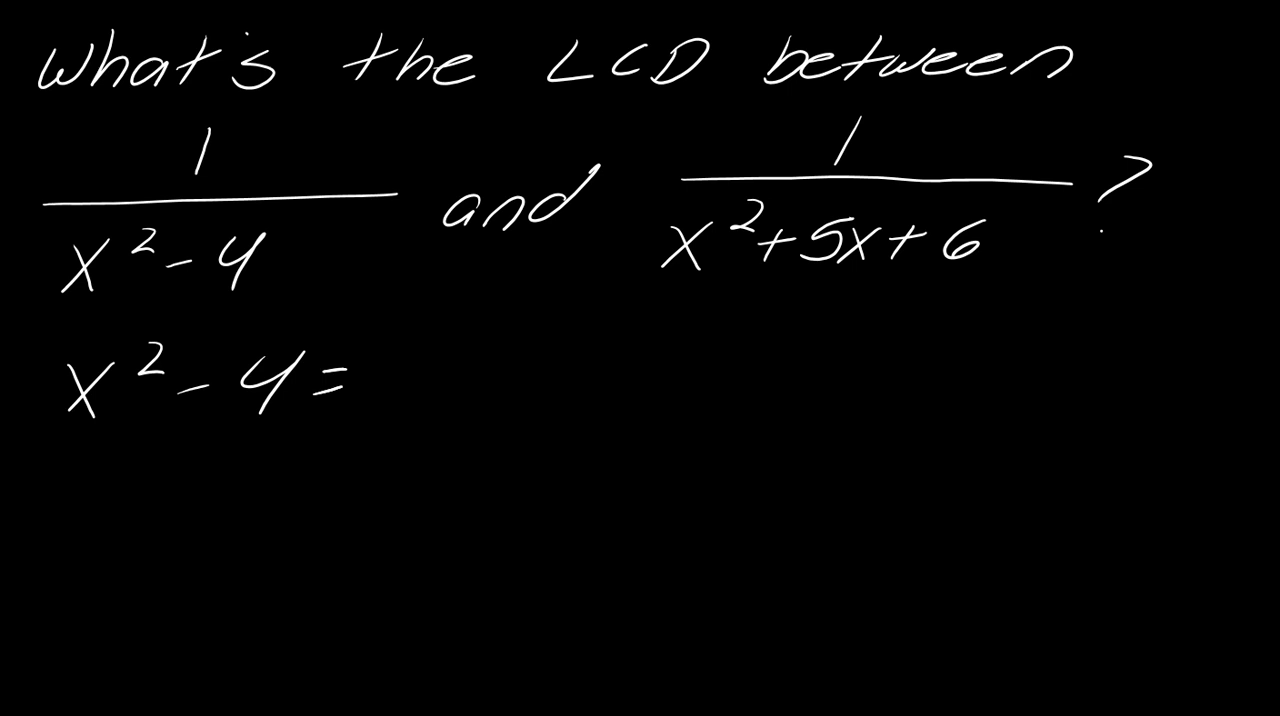 What's the LCD between
1/(x²-4) and 1/(x²+5x+6) ?
x²-4=